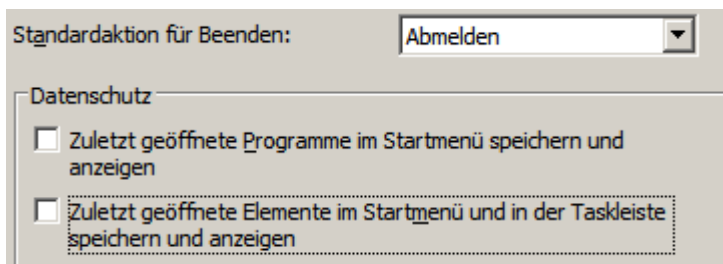 Standardaktion für Beenden: Abmelden
Datenschutz
Zuletzt geöffnete Programme im Startmenü speichern und
anzeigen
Zuletzt geöffnete Elemente im Startmenü und in der Taskleiste
speichern und anzeigen